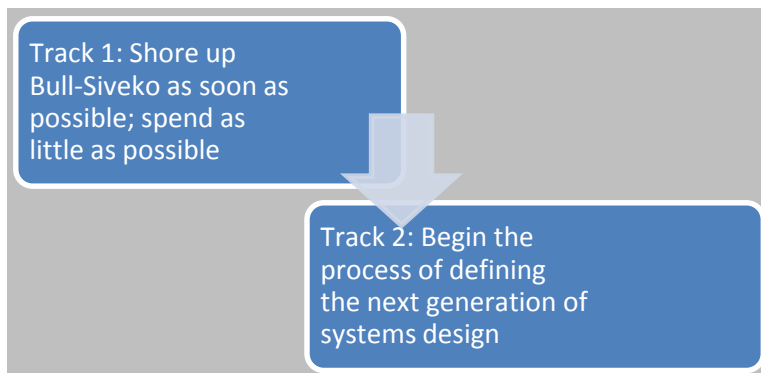 Track 1: Shore up
Bull-Siveko as soon as
possible; spend as
little as possible
Track 2: Begin the
process of defining
the next generation of
systems design